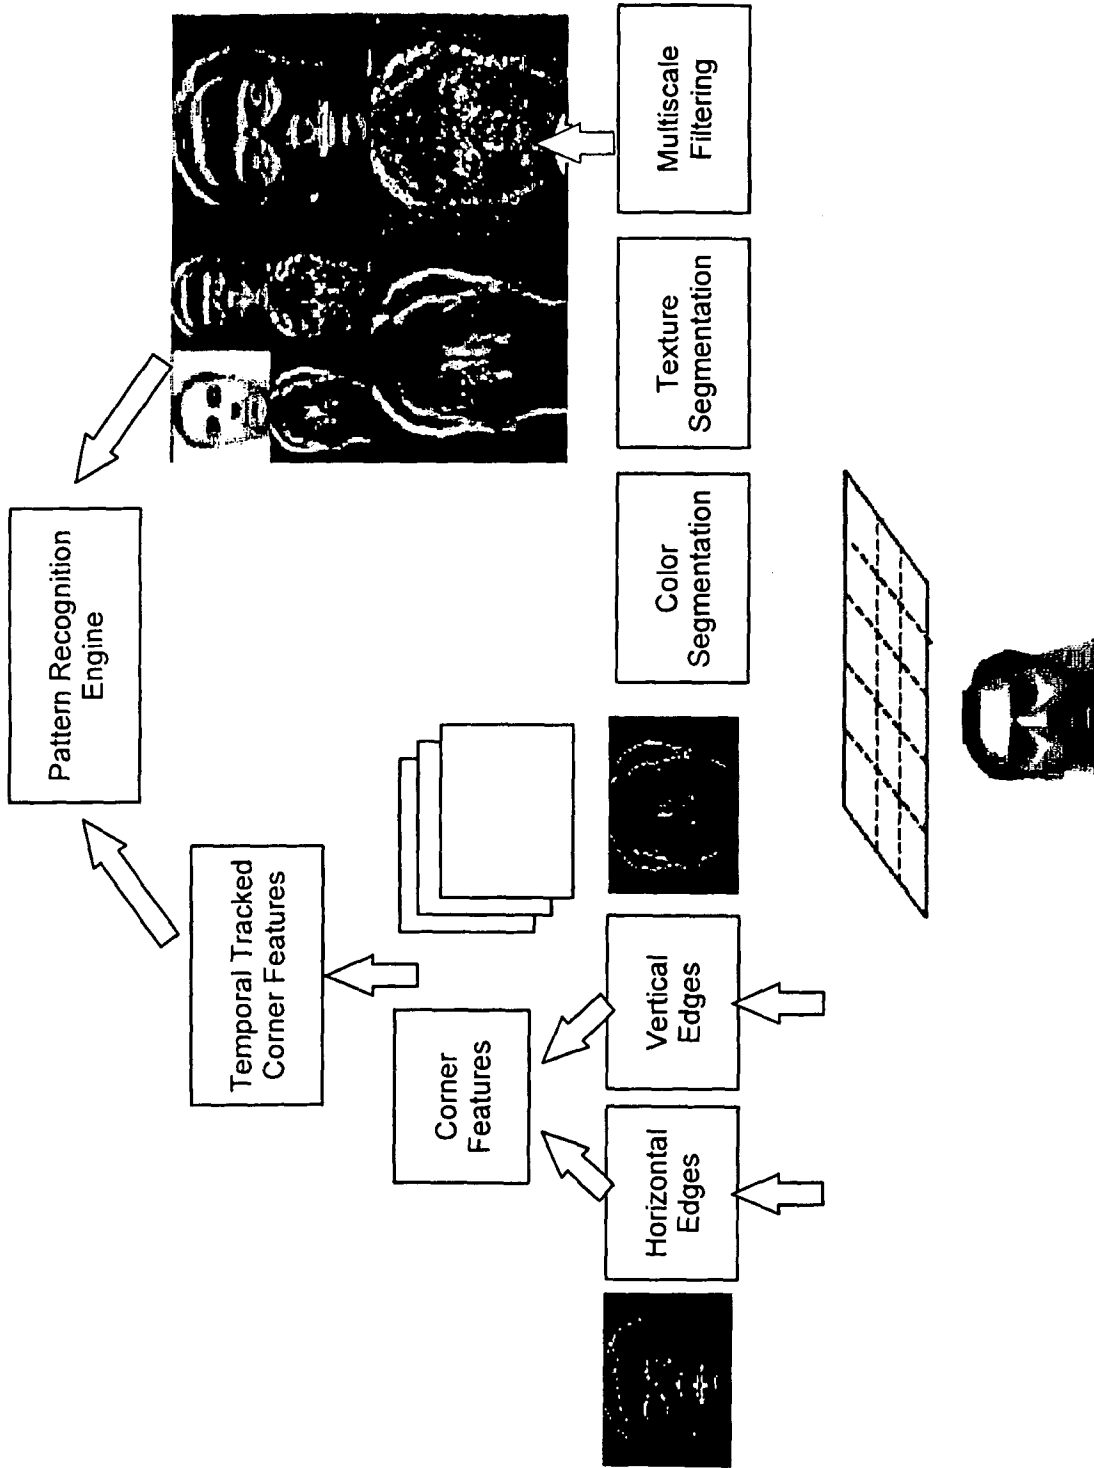 Pattern Recognition
Engine
Temporal Tracked
Corner Features
Corner
Features
Horizontal
Edges
Vertical
Edges
Color
Segmentation
Texture
Segmentation
Multiscale
Filtering